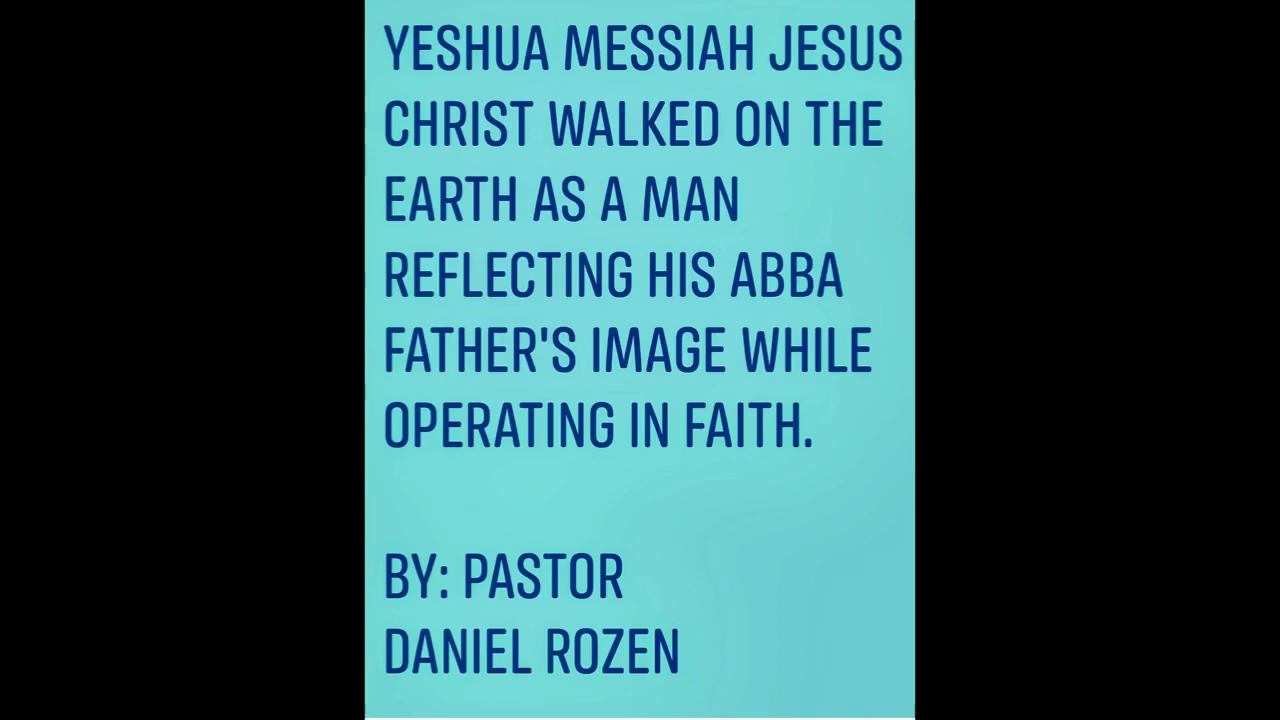 YESHUA MESSIAH JESUS
CHRIST WALKED ON THE
EARTH AS A MAN
REFLECTING HIS ABBA
FATHER'S IMAGE WHILE
OPERATING IN FAITH.
BY: PASTOR
DANIEL ROZEN